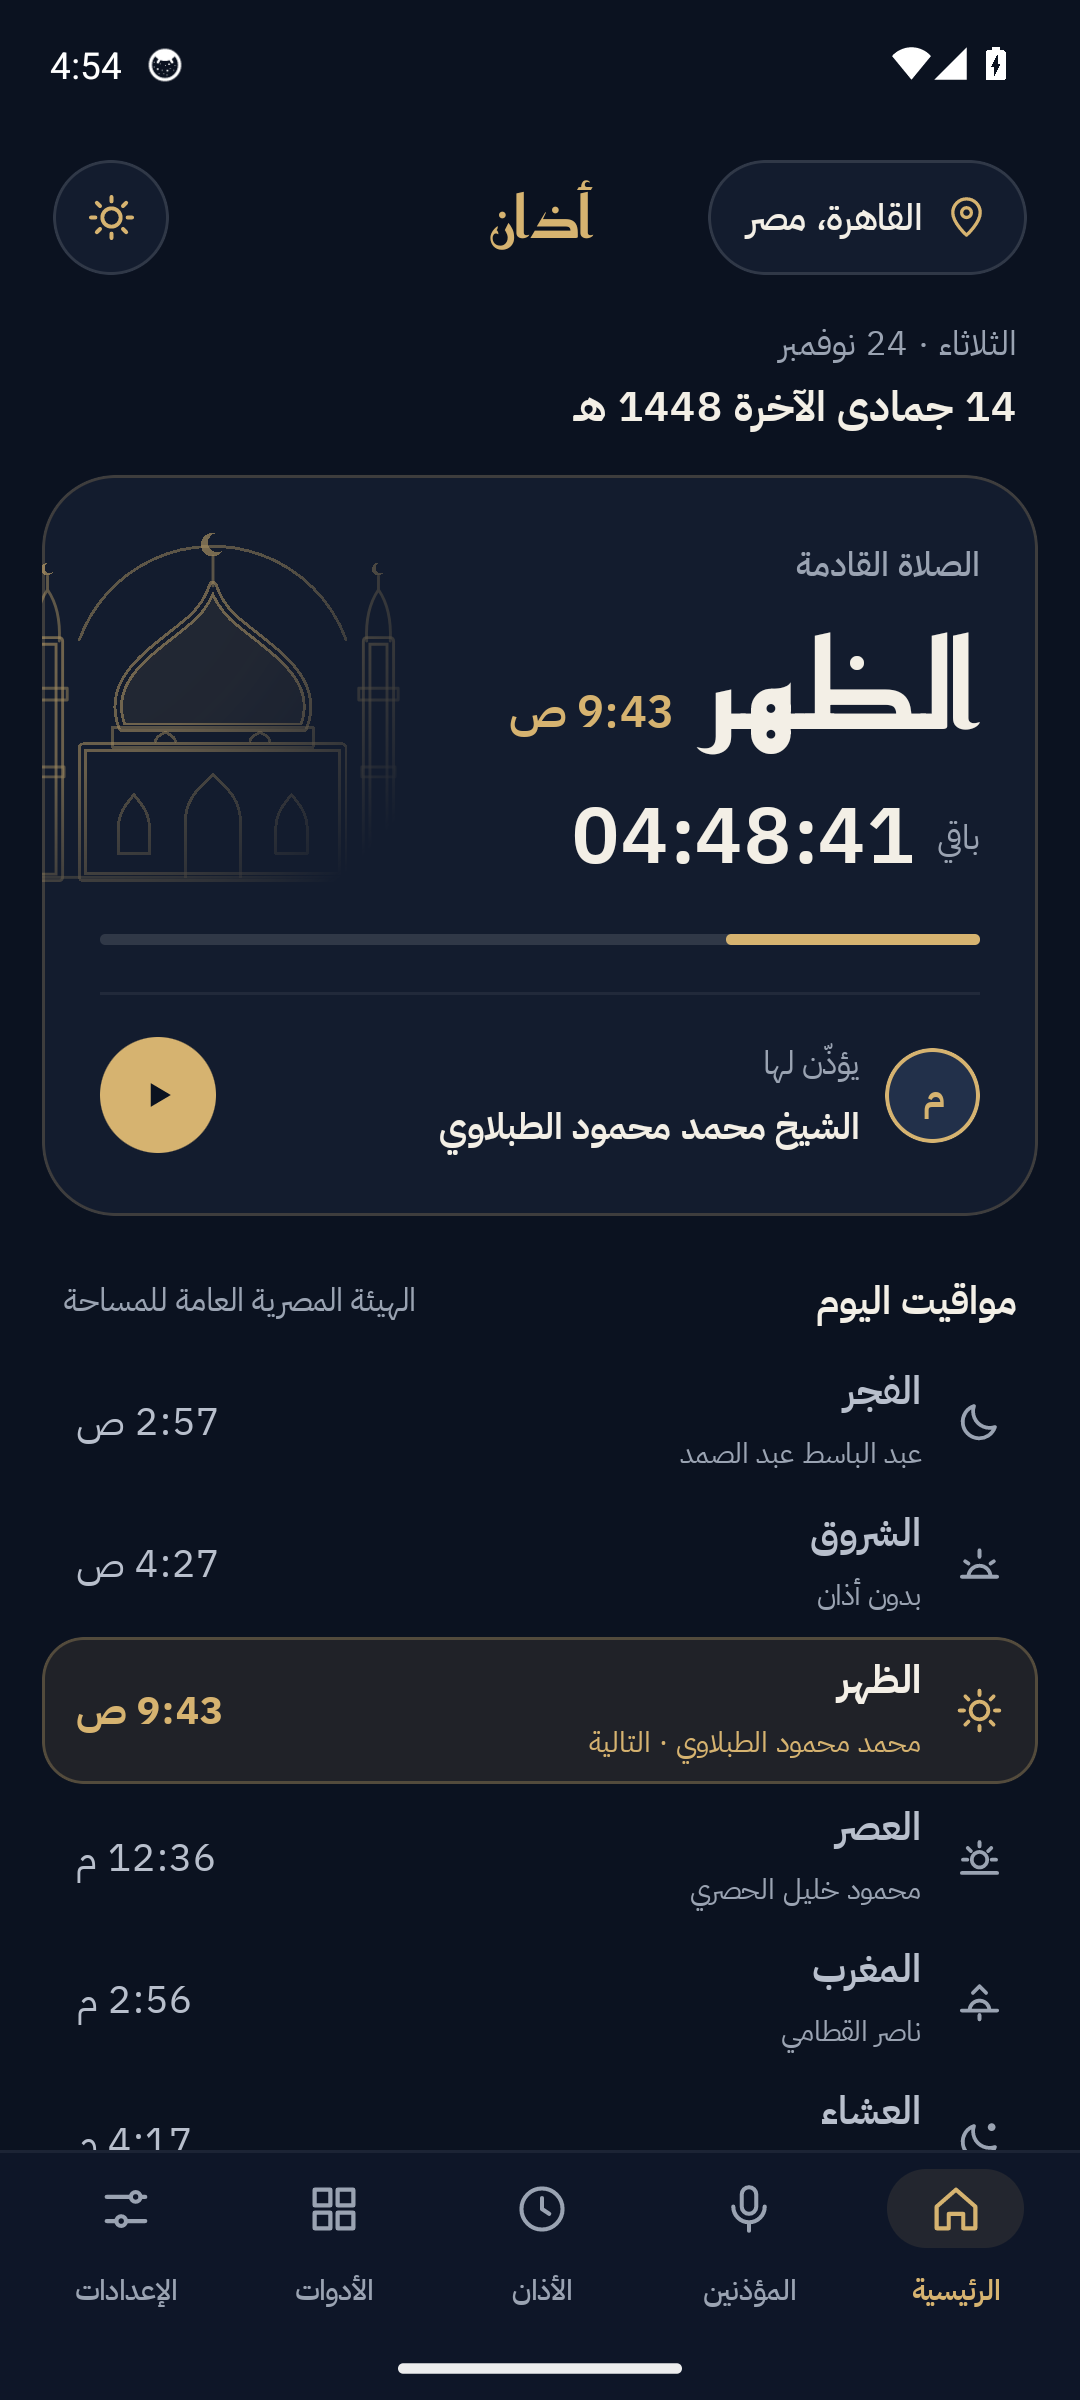 4:54
القاهرة، مصر
أذان
الثلاثاء · 24 نوفمبر
14 جمادى الآخرة 1448 هـ
الصلاة القادمة
الظهر 9:43 ص
باقي 04:48:41
يؤذّن لها
م
الشيخ محمد محمود الطبلاوي
مواقيت اليوم
الهيئة المصرية العامة للمساحة
الفجر
2:57 ص
عبد الباسط عبد الصمد
الشروق
4:27 ص
بدون أذان
الظهر
9:43 ص
محمد محمود الطبلاوي · التالية
العصر
12:36 م
محمود خليل الحصري
المغرب
2:56 م
ناصر القطامي
العشاء
4:17 م
الرئيسية
المؤذنين
الأذان
الأدوات
الإعدادات